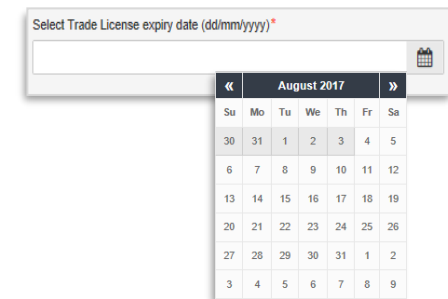 Select Trade License expiry date (dd/mm/yyyy)*
« August 2017 »
Su Mo Tu We Th Fr Sa
30 31 1 2 3 4 5
6 7 8 9 10 11 12
13 14 15 16 17 18 19
20 21 22 23 24 25 26
27 28 29 30 31 1 2
3 4 5 6 7 8 9